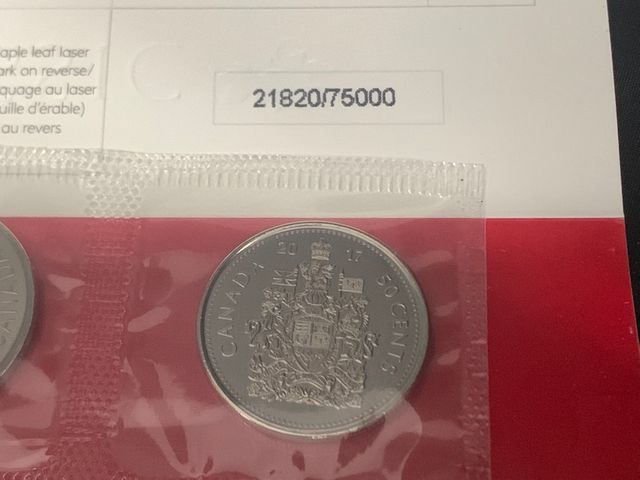 aple leaf laser
ark on reverse/
quage au laser
uille d'érable)
au revers
21820/75000
20 17
CANADA 50 CENTS
CANADA